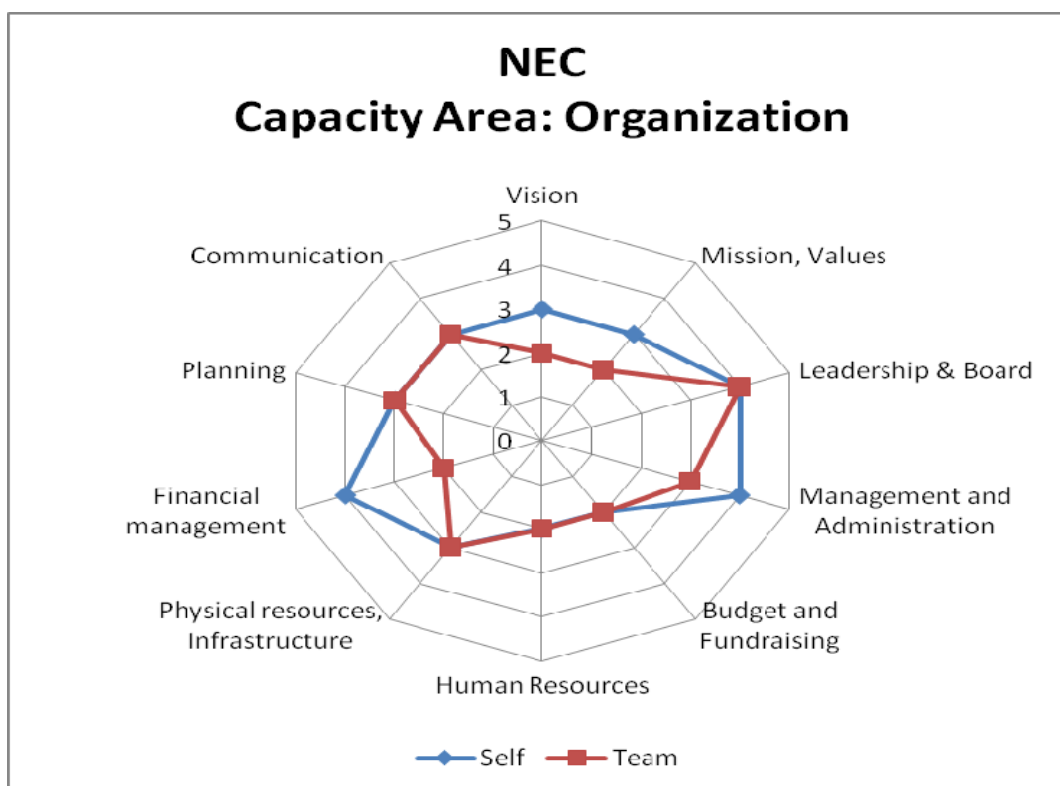 NEC
Capacity Area: Organization
Vision
Mission, Values
Leadership & Board
Management and
Administration
Budget and
Fundraising
Human Resources
Physical resources,
Infrastructure
Financial
management
Planning
Communication
5
4
3
2
1
0
Self
Team